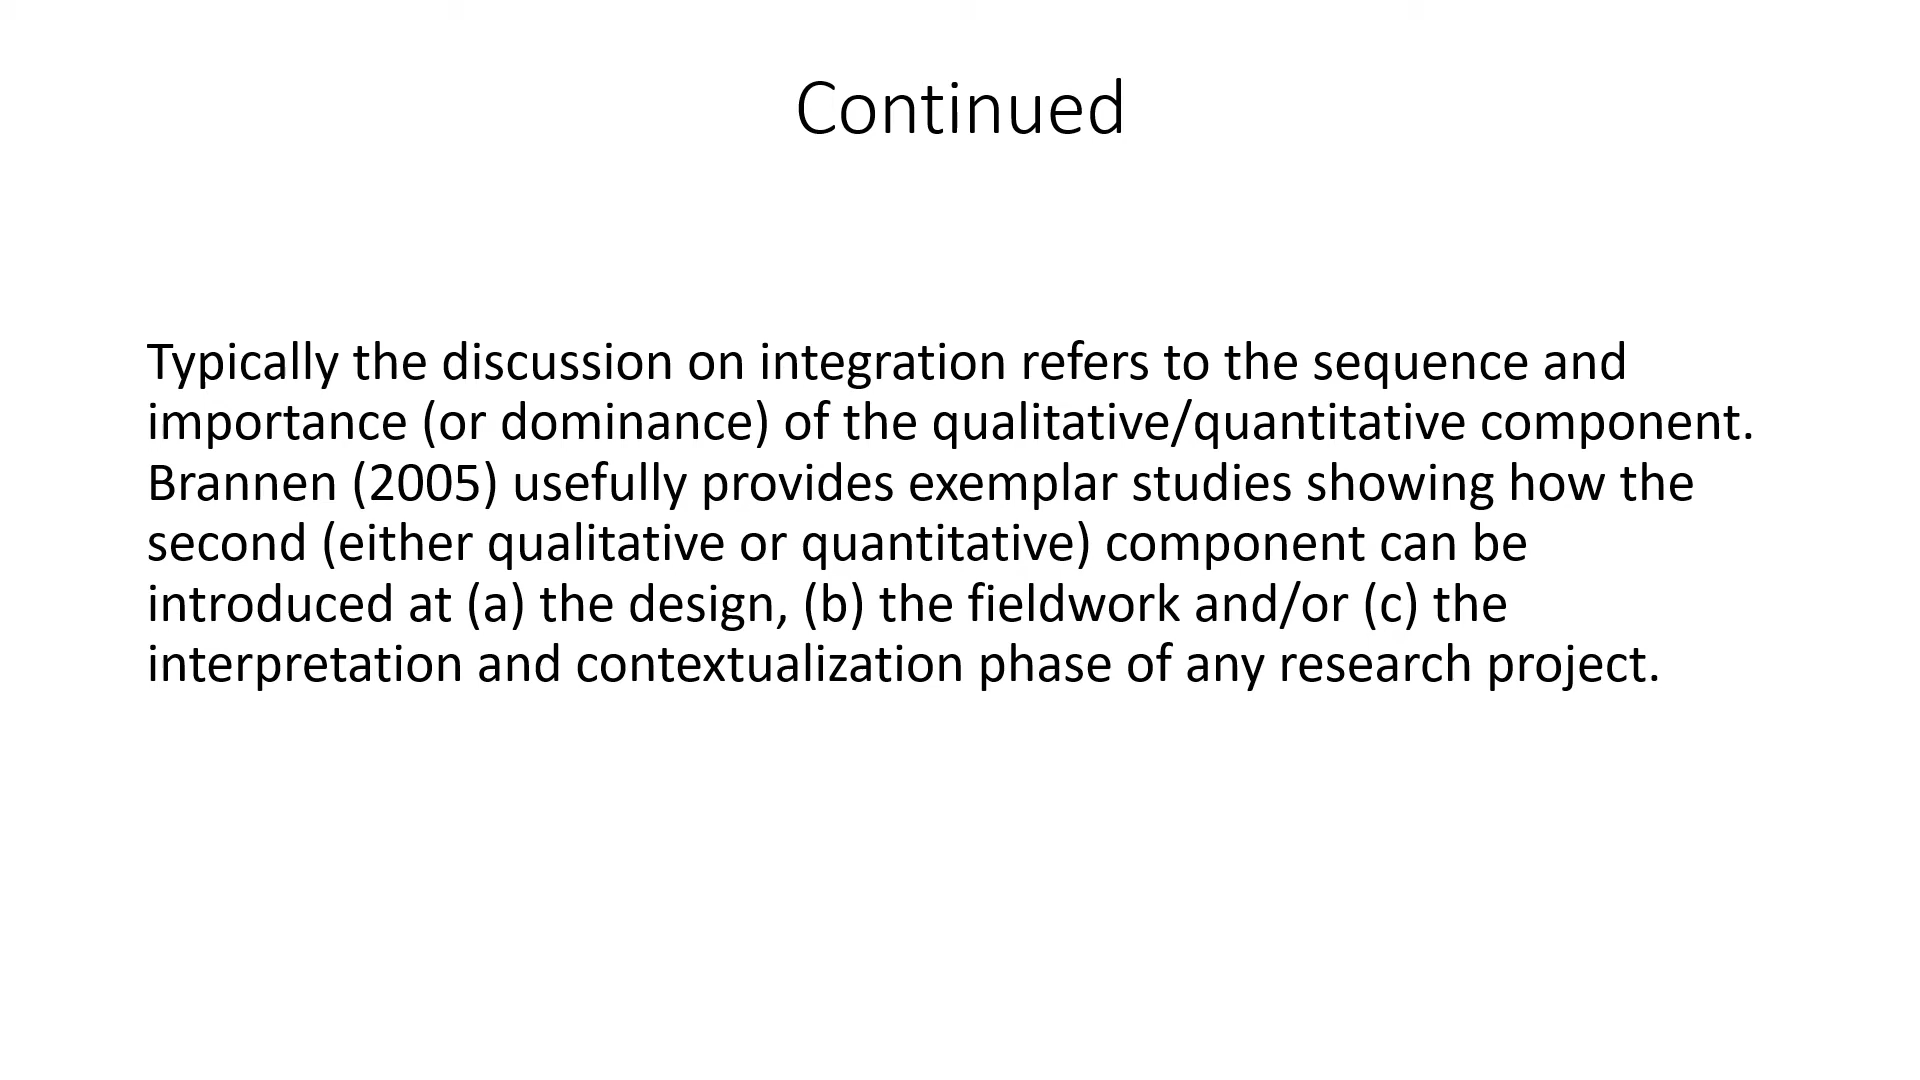 Continued
Typically the discussion on integration refers to the sequence and
importance (or dominance) of the qualitative/quantitative component.
Brannen (2005) usefully provides exemplar studies showing how the
second (either qualitative or quantitative) component can be
introduced at (a) the design, (b) the fieldwork and/or (c) the
interpretation and contextualization phase of any research project.